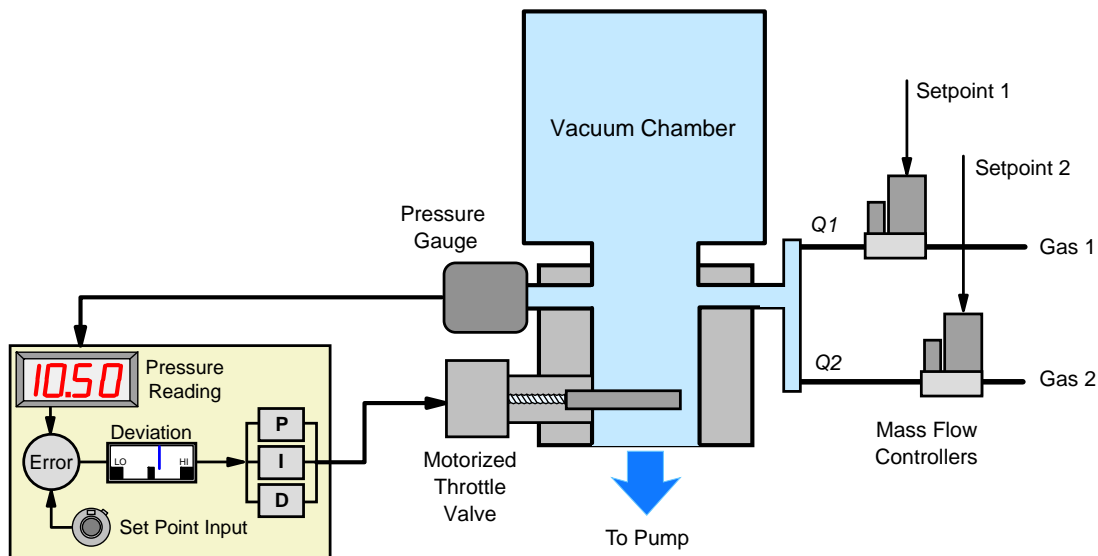 Setpoint 1
Vacuum Chamber
Setpoint 2
Pressure
Gauge
Q1
Gas 1
10.50
Pressure
Reading
Q2
Gas 2
P
Deviation
Error
LO
HI
I
Mass Flow
Controllers
Motorized
Throttle
Valve
D
Set Point Input
To Pump